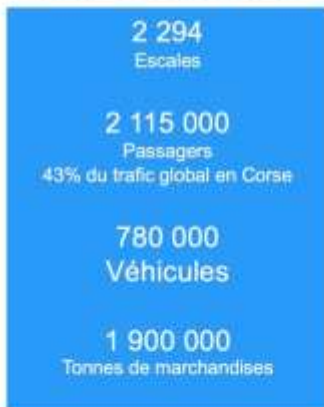 2 294
Escales
2 115 000
Passagers
43% du trafic global en Corse
780 000
Véhicules
1 900 000
Tonnes de marchandises